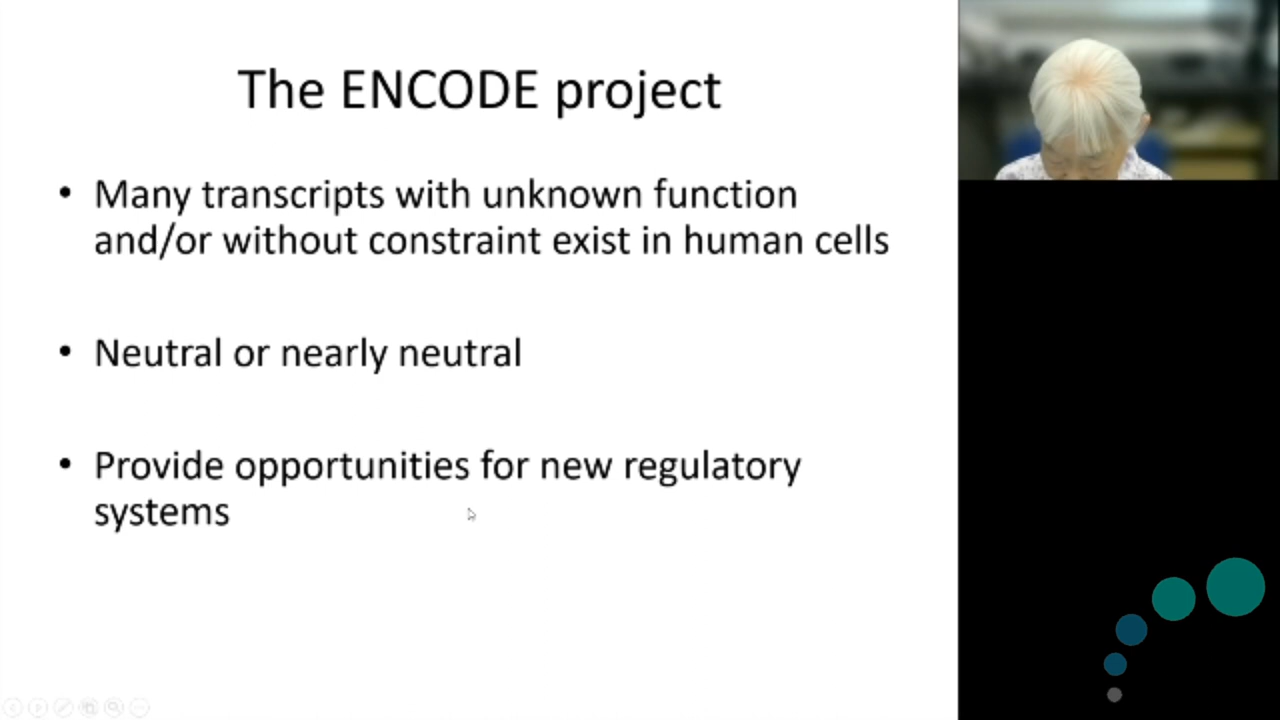 The ENCODE project
• Many transcripts with unknown function
and/or without constraint exist in human cells
• Neutral or nearly neutral
• Provide opportunities for new regulatory
systems